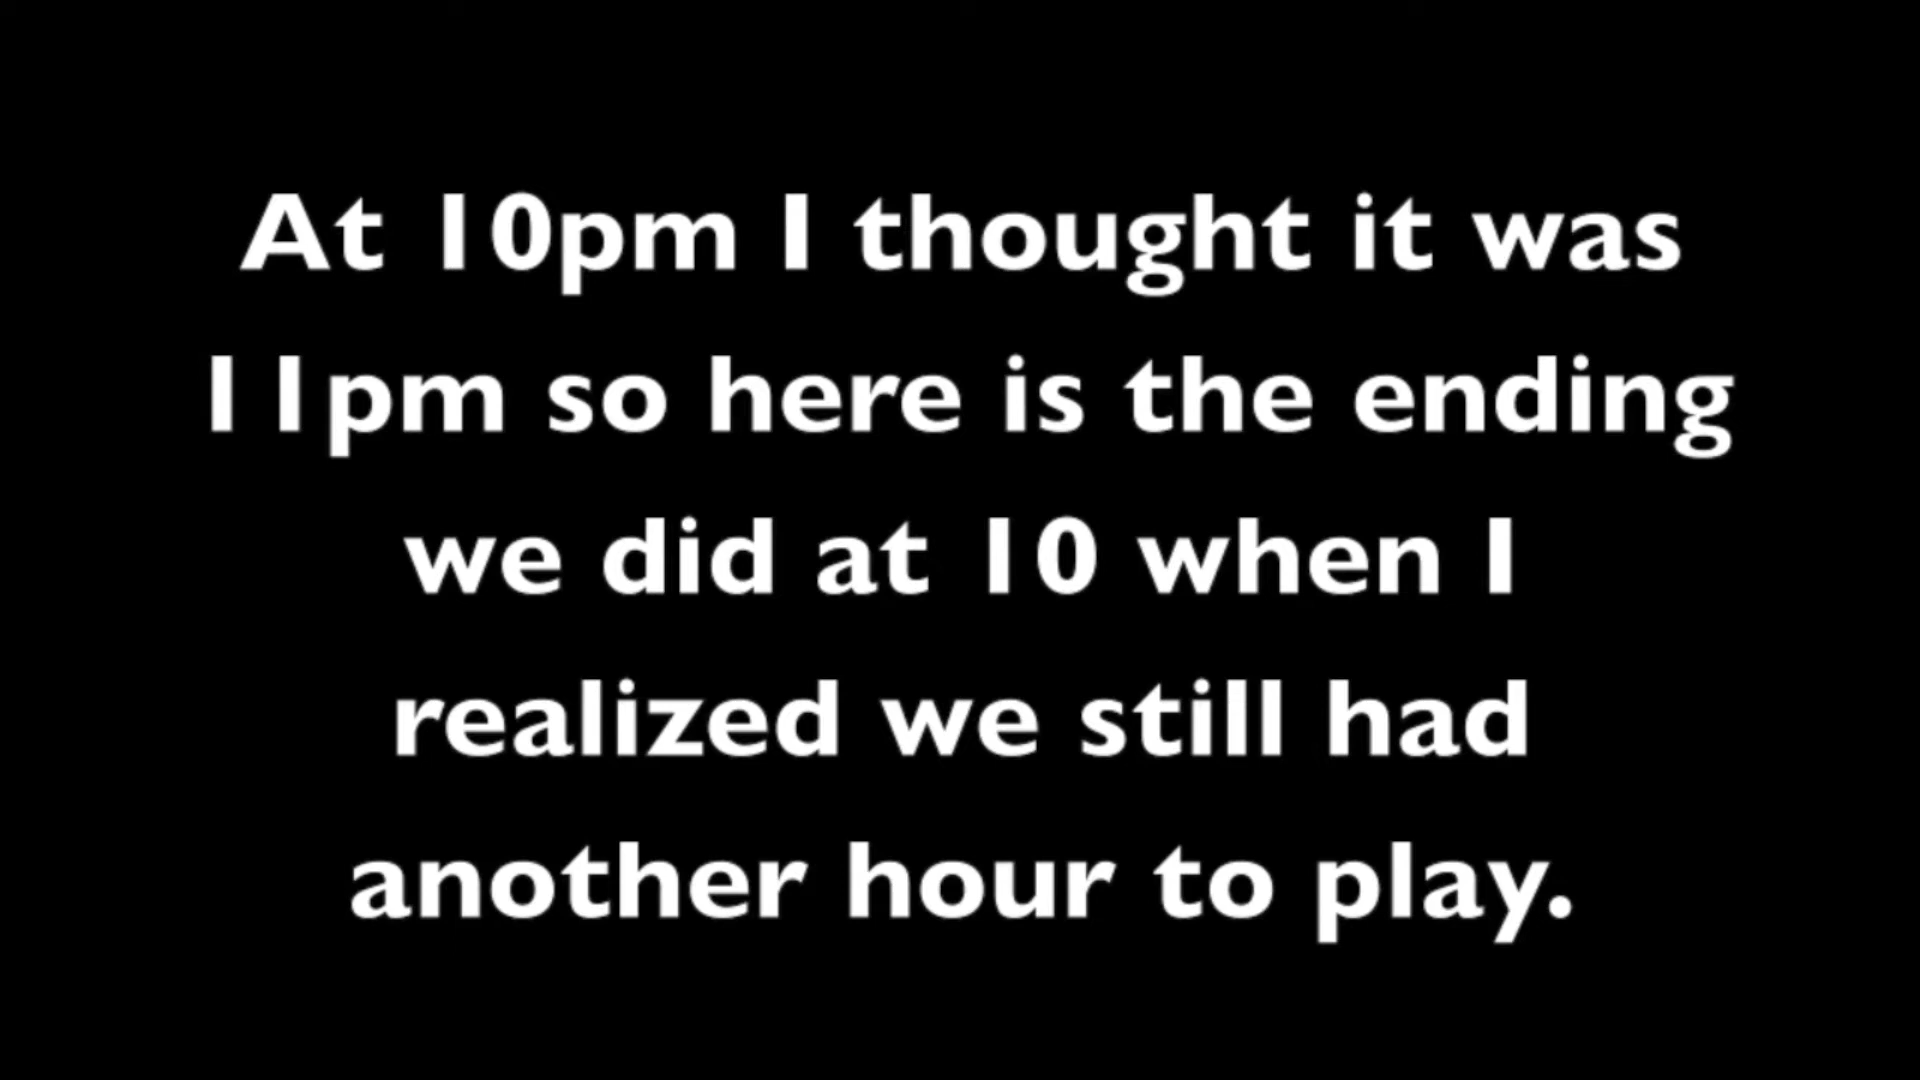 At 10pm I thought it was
11pm so here is the ending
we did at 10 when I
realized we still had
another hour to play.